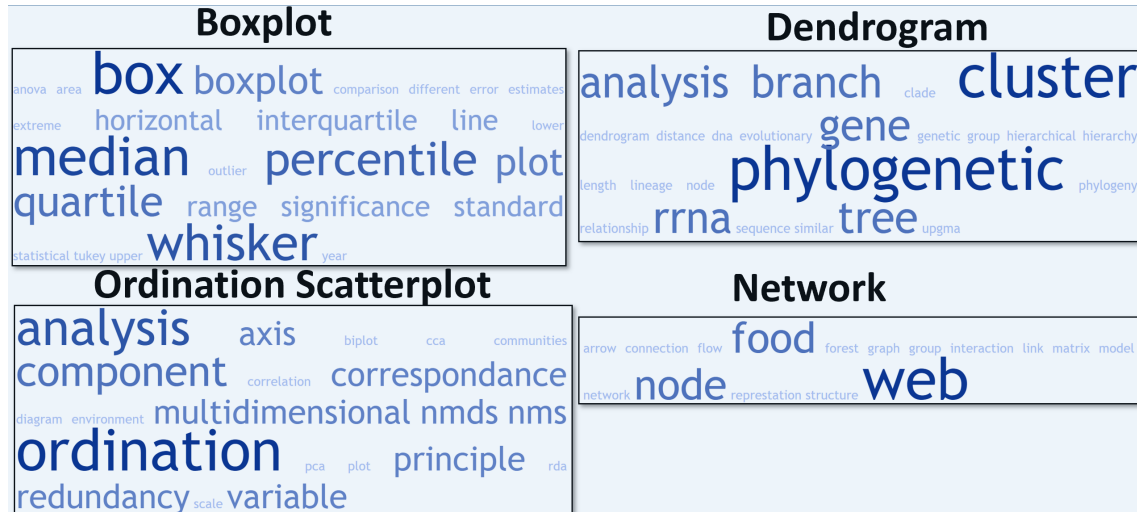 Boxplot
anova area box boxplot comparison different error estimates
extreme horizontal interquartile line lower
median outlier percentile plot
quartile range significance standard
statistical tukey upper whisker year
Dendrogram
analysis branch clade cluster
dendrogram distance dna evolutionary gene genetic group hierarchical hierarchy
length lineage node phylogenetic phylogeny
relationship rrna sequence similar tree upgma
Ordination Scatterplot
analysis axis biplot cca communities
component correlation correspondance
diagram environment multidimensional nmds nms
ordination pca plot principle rda
redundancy scale variable
Network
arrow connection flow food forest graph group interaction link matrix model
network node represtation structure web